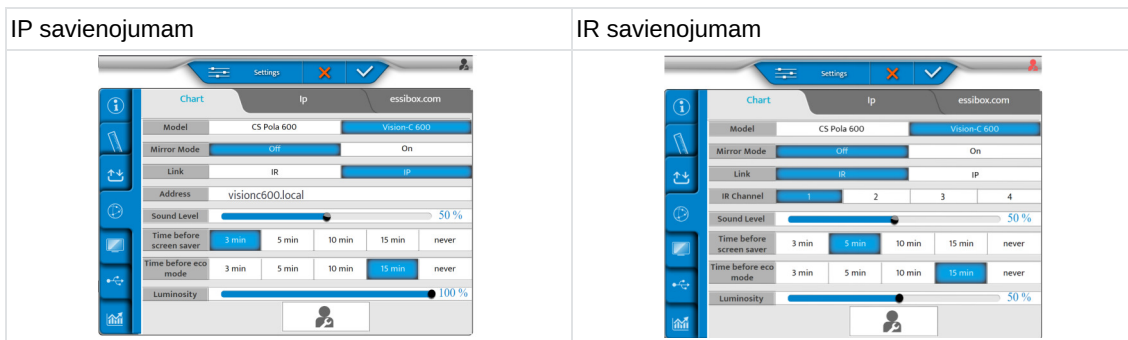 IP savienojumam
Settings
Chart Ip essibox.com
Model CS Pola 600 Vision-C 600
Mirror Mode Off On
Link IR IP
Address visionc600.local
Sound Level 50 %
Time before screen saver 3 min 5 min 10 min 15 min never
Time before eco mode 3 min 5 min 10 min 15 min never
Luminosity 100 %
IR savienojumam
Settings
Chart Ip essibox.com
Model CS Pola 600 Vision-C 600
Mirror Mode Off On
Link IR IP
IR Channel 1 2 3 4
Sound Level 50 %
Time before screen saver 3 min 5 min 10 min 15 min never
Time before eco mode 3 min 5 min 10 min 15 min never
Luminosity 50 %